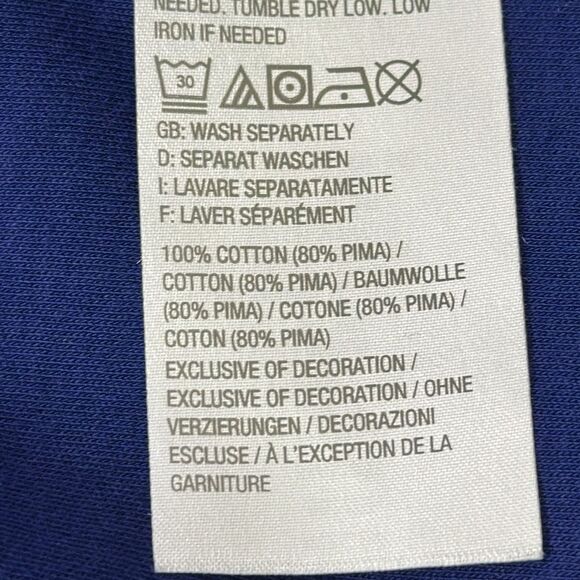 NEEDED. TUMBLE DRY LOW. LOW
IRON IF NEEDED
30
GB: WASH SEPARATELY
D: SEPARAT WASCHEN
I: LAVARE SEPARATAMENTE
F: LAVER SÉPARÉMENT
100% COTTON (80% PIMA) /
COTTON (80% PIMA) / BAUMWOLLE
(80% PIMA) / COTONE (80% PIMA) /
COTON (80% PIMA)
EXCLUSIVE OF DECORATION /
EXCLUSIVE OF DECORATION / OHNE
VERZIERUNGEN / DECORAZIONI
ESCLUSE / À L'EXCEPTION DE LA
GARNITURE